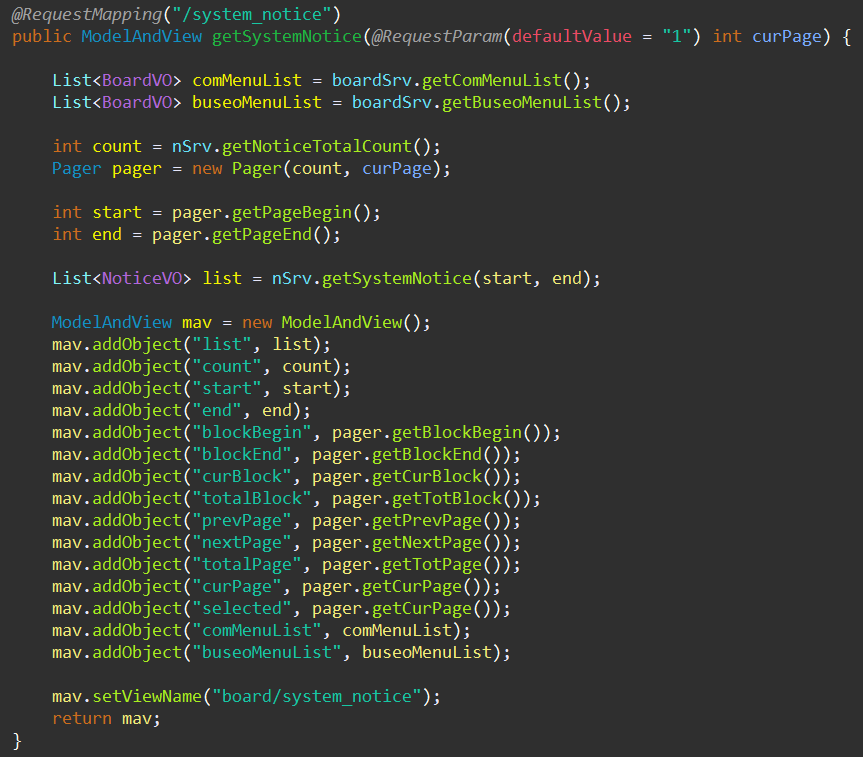 @RequestMapping("/system_notice")
public ModelAndView getSystemNotice(@RequestParam(defaultValue = "1") int curPage) {
List<BoardVO> comMenuList = boardSrv.getComMenuList();
List<BoardVO> buseoMenuList = boardSrv.getBuseoMenuList();
int count = nSrv.getNoticeTotalCount();
Pager pager = new Pager(count, curPage);
int start = pager.getPageBegin();
int end = pager.getPageEnd();
List<NoticeVO> list = nSrv.getSystemNotice(start, end);
ModelAndView mav = new ModelAndView();
mav.addObject("list", list);
mav.addObject("count", count);
mav.addObject("start", start);
mav.addObject("end", end);
mav.addObject("blockBegin", pager.getBlockBegin());
mav.addObject("blockEnd", pager.getBlockEnd());
mav.addObject("curBlock", pager.getCurBlock());
mav.addObject("totalBlock", pager.getTotBlock());
mav.addObject("prevPage", pager.getPrevPage());
mav.addObject("nextPage", pager.getNextPage());
mav.addObject("totalPage", pager.getTotPage());
mav.addObject("curPage", pager.getCurPage());
mav.addObject("selected", pager.getCurPage());
mav.addObject("comMenuList", comMenuList);
mav.addObject("buseoMenuList", buseoMenuList);
mav.setViewName("board/system_notice");
return mav;
}